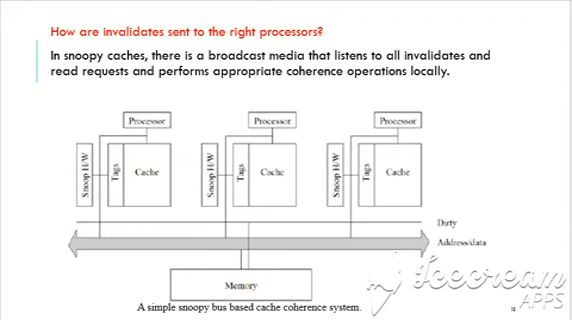 How are invalidates sent to the right processors?
In snoopy caches, there is a broadcast media that listens to all invalidates and
read requests and performs appropriate coherence operations locally.
Processor Processor Processor
Snoop H/W Tags Cache Snoop H/W Tags Cache Snoop H/W Tags Cache
Dirty
Address/data
Memory
Icecream
APPS
A simple snoopy bus based cache coherence system.